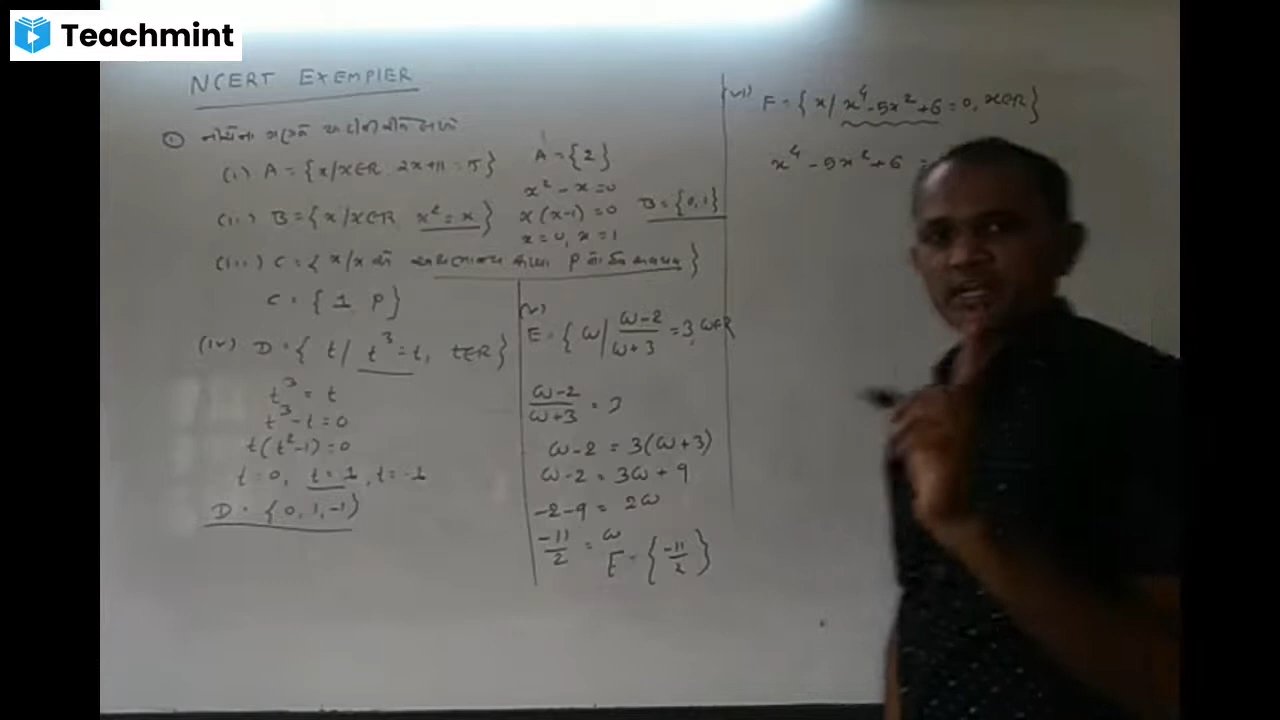 Teachmint
NCERT EXEMPlER
① નીચેના
(i) A = {x/x∈R 2x+11 = 15}
A = {2}
(ii) B = {x/x∈R x² = x}
x² - x = 0
x(x-1) = 0
x = 0, x = 1
B = {0, 1}
(iii) C = { x/x એ P }
C = { 1 P }
(iv) D = { t/ t³ = t, t∈R }
t³ = t
t³ - t = 0
t(t² - 1) = 0
t = 0, t = 1, t = -1
D = {0, 1, -1}
(v)
E = { ω | ω-2 / ω+3 = 3, ω∈R
ω-2 / ω+3 = 3
ω-2 = 3(ω+3)
ω-2 = 3ω + 9
-2-9 = 2ω
-11/2 = ω
E = {-11/2}
(vi) F = { x/ x⁴ - 5x² + 6 = 0, x∈R }
x⁴ - 5x² + 6 =